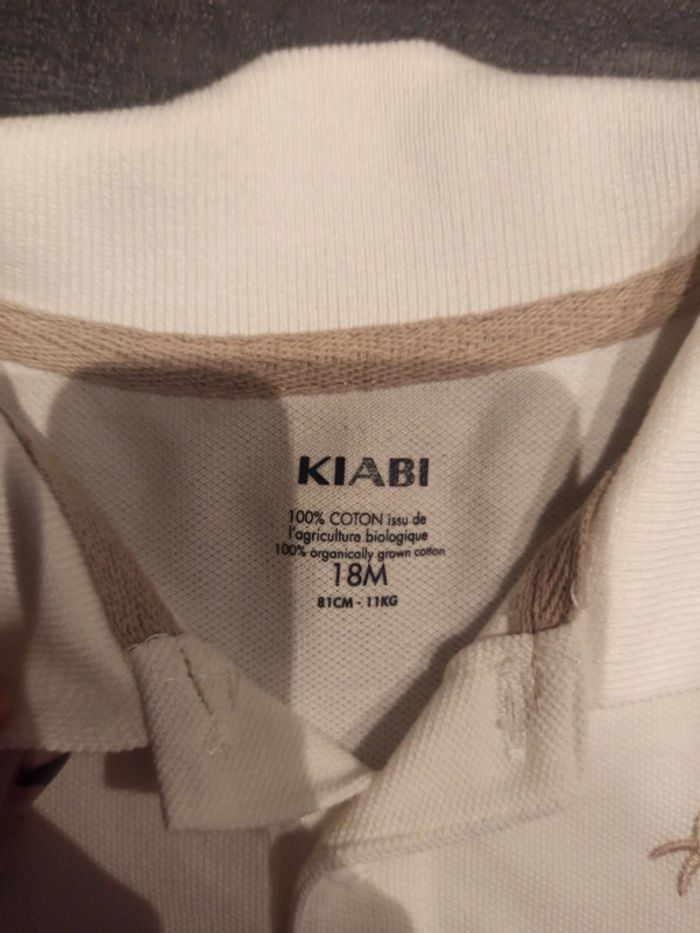 KIABI
100% COTON issu de
l'agriculture biologique
100% organically grown cotton
18M
81CM - 11KG